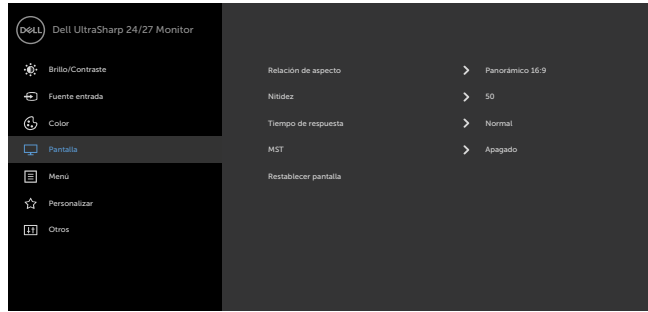 DELL
Dell UltraSharp 24/27 Monitor
Brillo/Contraste
Fuente entrada
Color
Pantalla
Menú
Personalizar
Otros
Relación de aspecto Panorámico 16:9
Nitidez 50
Tiempo de respuesta Normal
MST Apagado
Restablecer pantalla